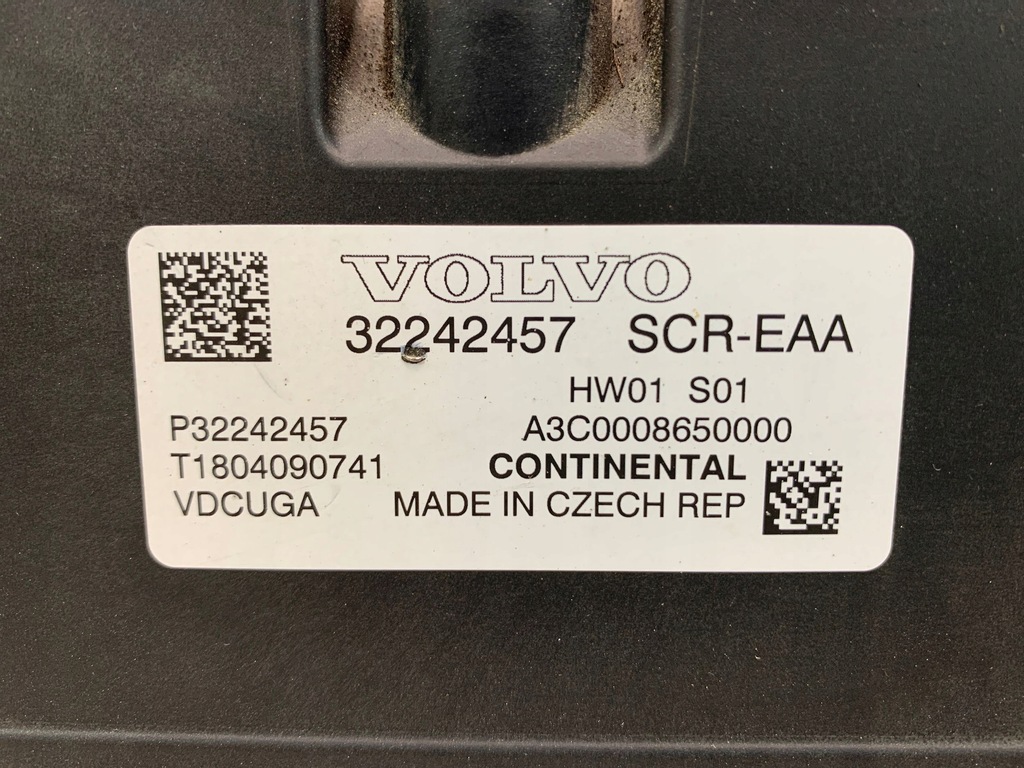 VOLVO
32242457 SCR-EAA
HW01 S01
P32242457 A3C0008650000
T1804090741 CONTINENTAL
VDCUGA MADE IN CZECH REP